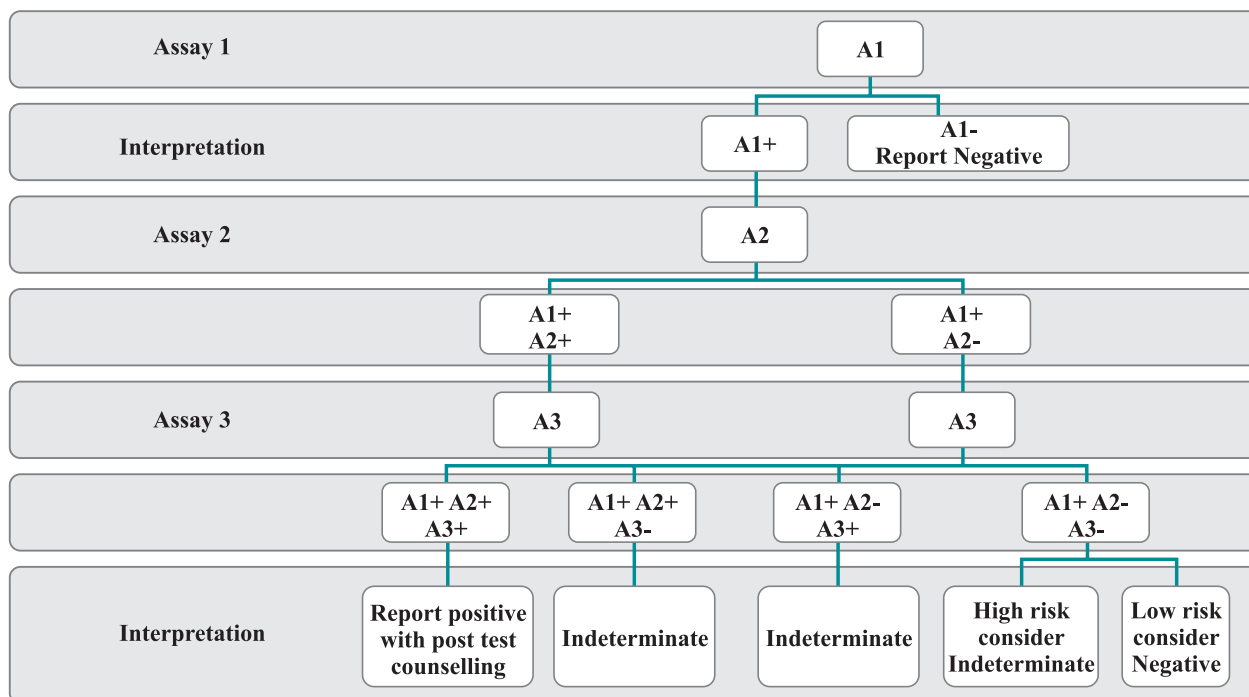 Assay 1
A1
Interpretation
A1+
A1-
Report Negative
Assay 2
A2
A1+
A2+
A1+
A2-
Assay 3
A3
A3
A1+ A2+
A3+
A1+ A2+
A3-
A1+ A2-
A3+
A1+ A2-
A3-
Interpretation
Report positive
with post test
counselling
Indeterminate
Indeterminate
High risk
consider
Indeterminate
Low risk
consider
Negative